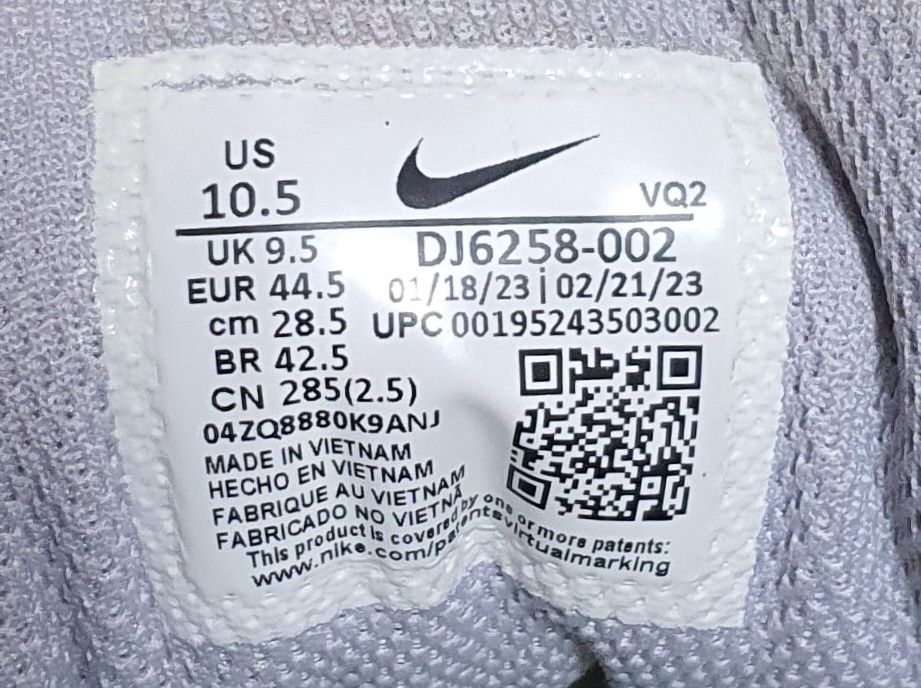 US
10.5
VQ2
UK 9.5
DJ6258-002
EUR 44.5
01/18/23 | 02/21/23
cm 28.5
UPC 00195243503002
BR 42.5
CN 285(2.5)
04ZQ8880K9ANJ
MADE IN VIETNAM
HECHO EN VIETNAM
FABRIQUE AU VIETNAM
FABRICADO NO VIETNÃ
This product is covered by one or more patents:
www.nike.com/patentsvirtualmarking